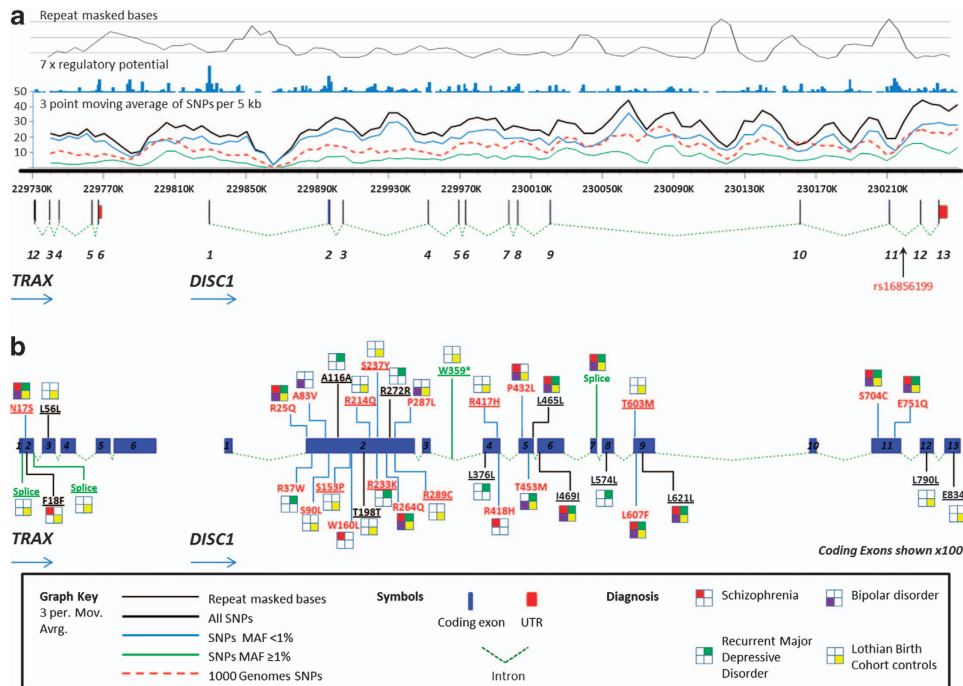 a
Repeat masked bases
7 x regulatory potential
50
3 point moving average of SNPs per 5 kb
40
30
20
10
229730K 229770K 229810K 229850K 229890K 229930K 229970K 230010K 230050K 230090K 230130K 230170K 230210K
12 3 4 5 6 1 2 3 4 5 6 7 8 9 10 11 12 13
TRAX DISC1 rs16856199
b
S237Y W359*
A116A Splice
A83V R272R P432L T603M S704C
N17S L56L R25Q R214Q P287L R417H L465L E751Q
1 2 3 4 5 6 1 2 3 4 5 6 7 8 9 10 11 12 13
Splice Splice R37W S153P R233K R289C L376L T453M I469I L574L L621L L790L E834
F18F S90L T198T R264Q R418H L607F
W160L
TRAX DISC1 Coding Exons shown x100
Graph Key Repeat masked bases Symbols Diagnosis Schizophrenia Bipolar disorder
3 per. Mov. All SNPs
Avrg. Coding exon UTR
SNPs MAF <1%
SNPs MAF ≥1% Recurrent Major Lothian Birth
Depressive Cohort controls
1000 Genomes SNPs Intron Disorder